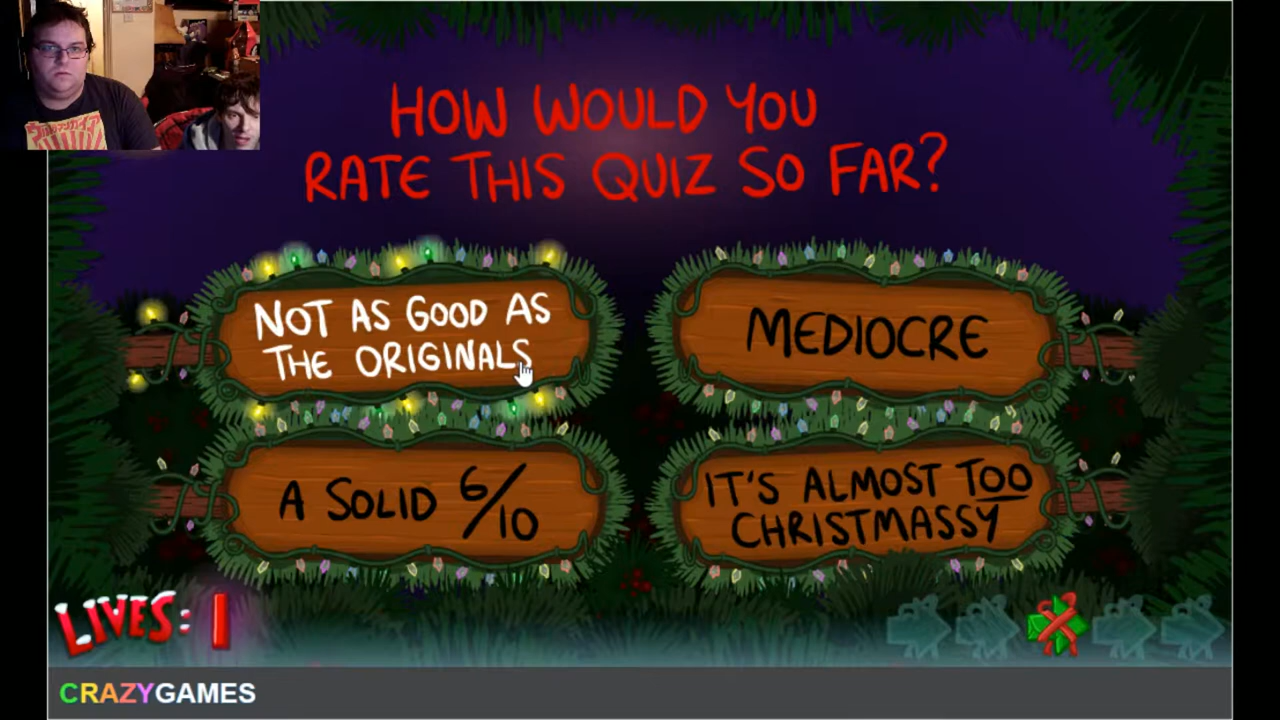 HOW WOULD YOU
RATE THIS QUIZ SO FAR?
NOT AS GOOD AS
THE ORIGINALS
MEDIOCRE
A SOLID 6/10
IT'S ALMOST TOO
CHRISTMASSY
LIVES: 1
CRAZYGAMES